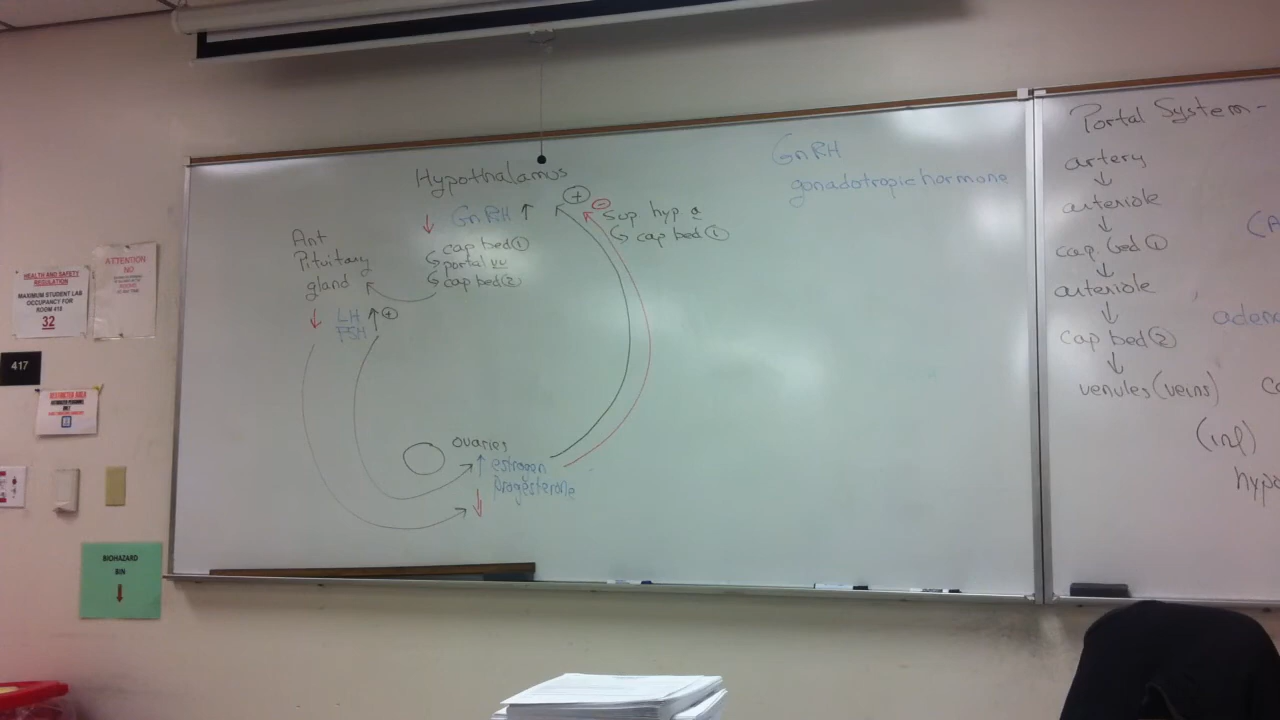 Hypothalamus
GnRH
cap bed ①
portal vv
cap bed ②
+
-
Sup. hyp a
cap bed ①
Ant
Pituitary
gland
LH
FSH
+
ovaries
estrogen
progesterone
GnRH
gonadotropic hormone
Portal System-
artery
arteriole
cap. bed ①
arteriole
cap bed ②
venules (veins)
(inf)
hypo
adeno
HEALTH AND SAFETY
REGULATION
MAXIMUM STUDENT LAB
OCCUPANCY FOR
ROOM 418
32
ATTENTION
NO
417
RESTRICTED AREA
BIOHAZARD
BIN